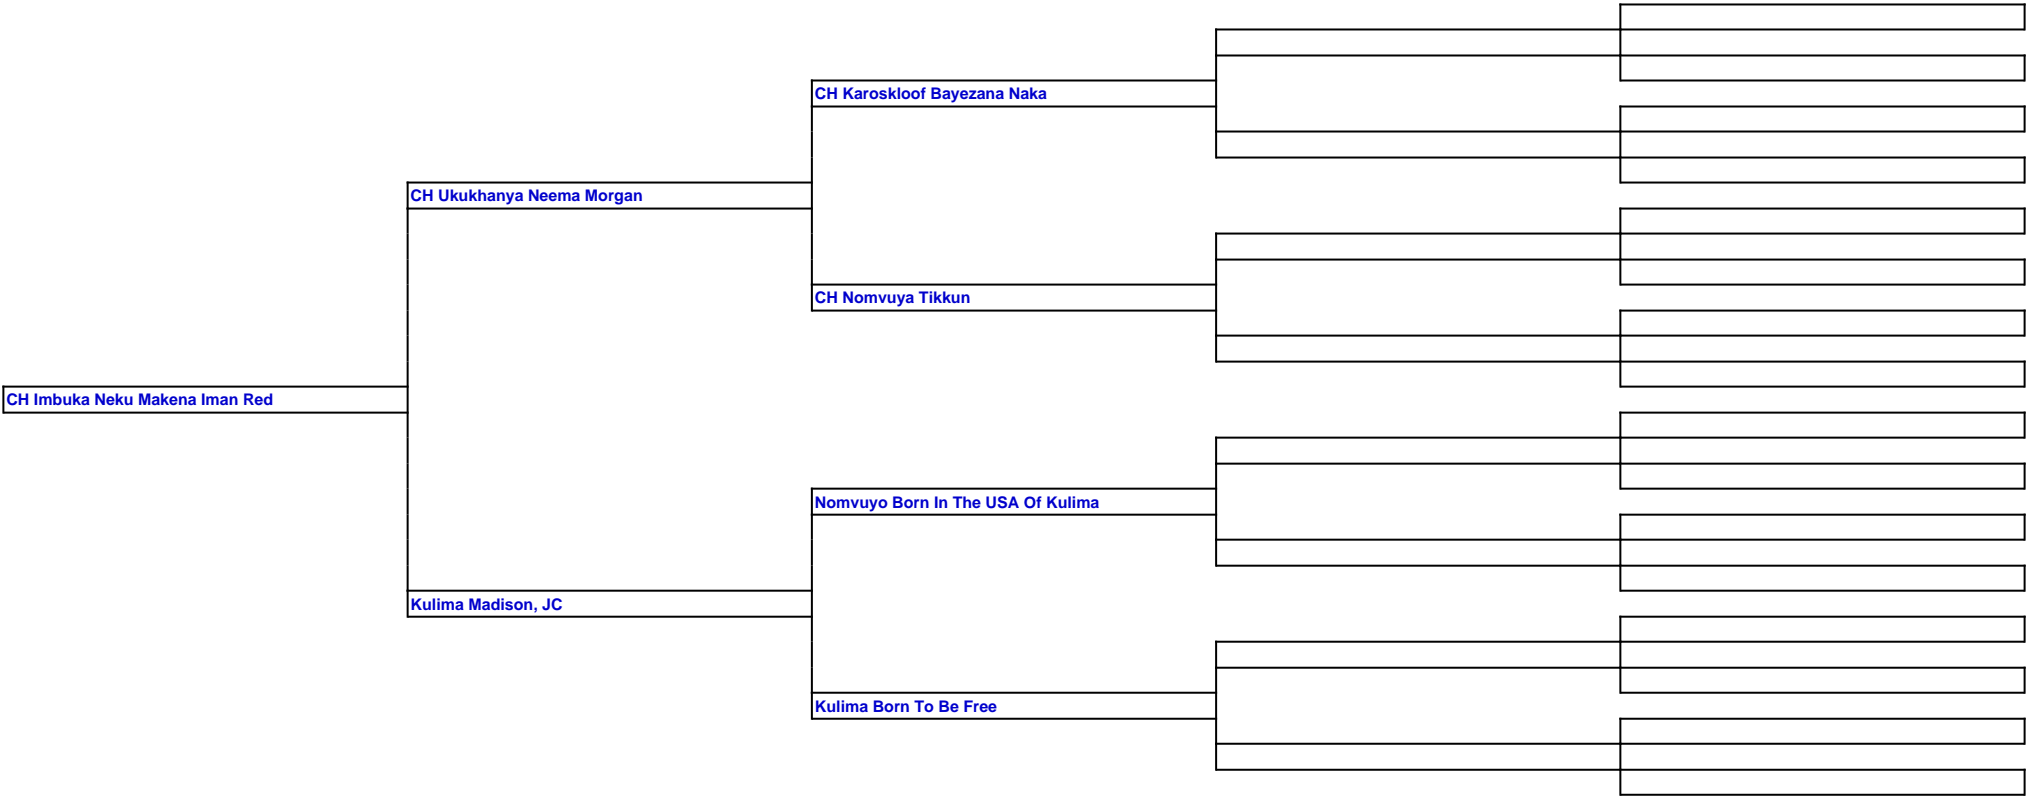 CH Karoskloof Bayezana Naka
CH Ukukhanya Neema Morgan
CH Nomvuya Tikkun
CH Imbuka Neku Makena Iman Red
Nomvuyo Born In The USA Of Kulima
Kulima Madison, JC
Kulima Born To Be Free